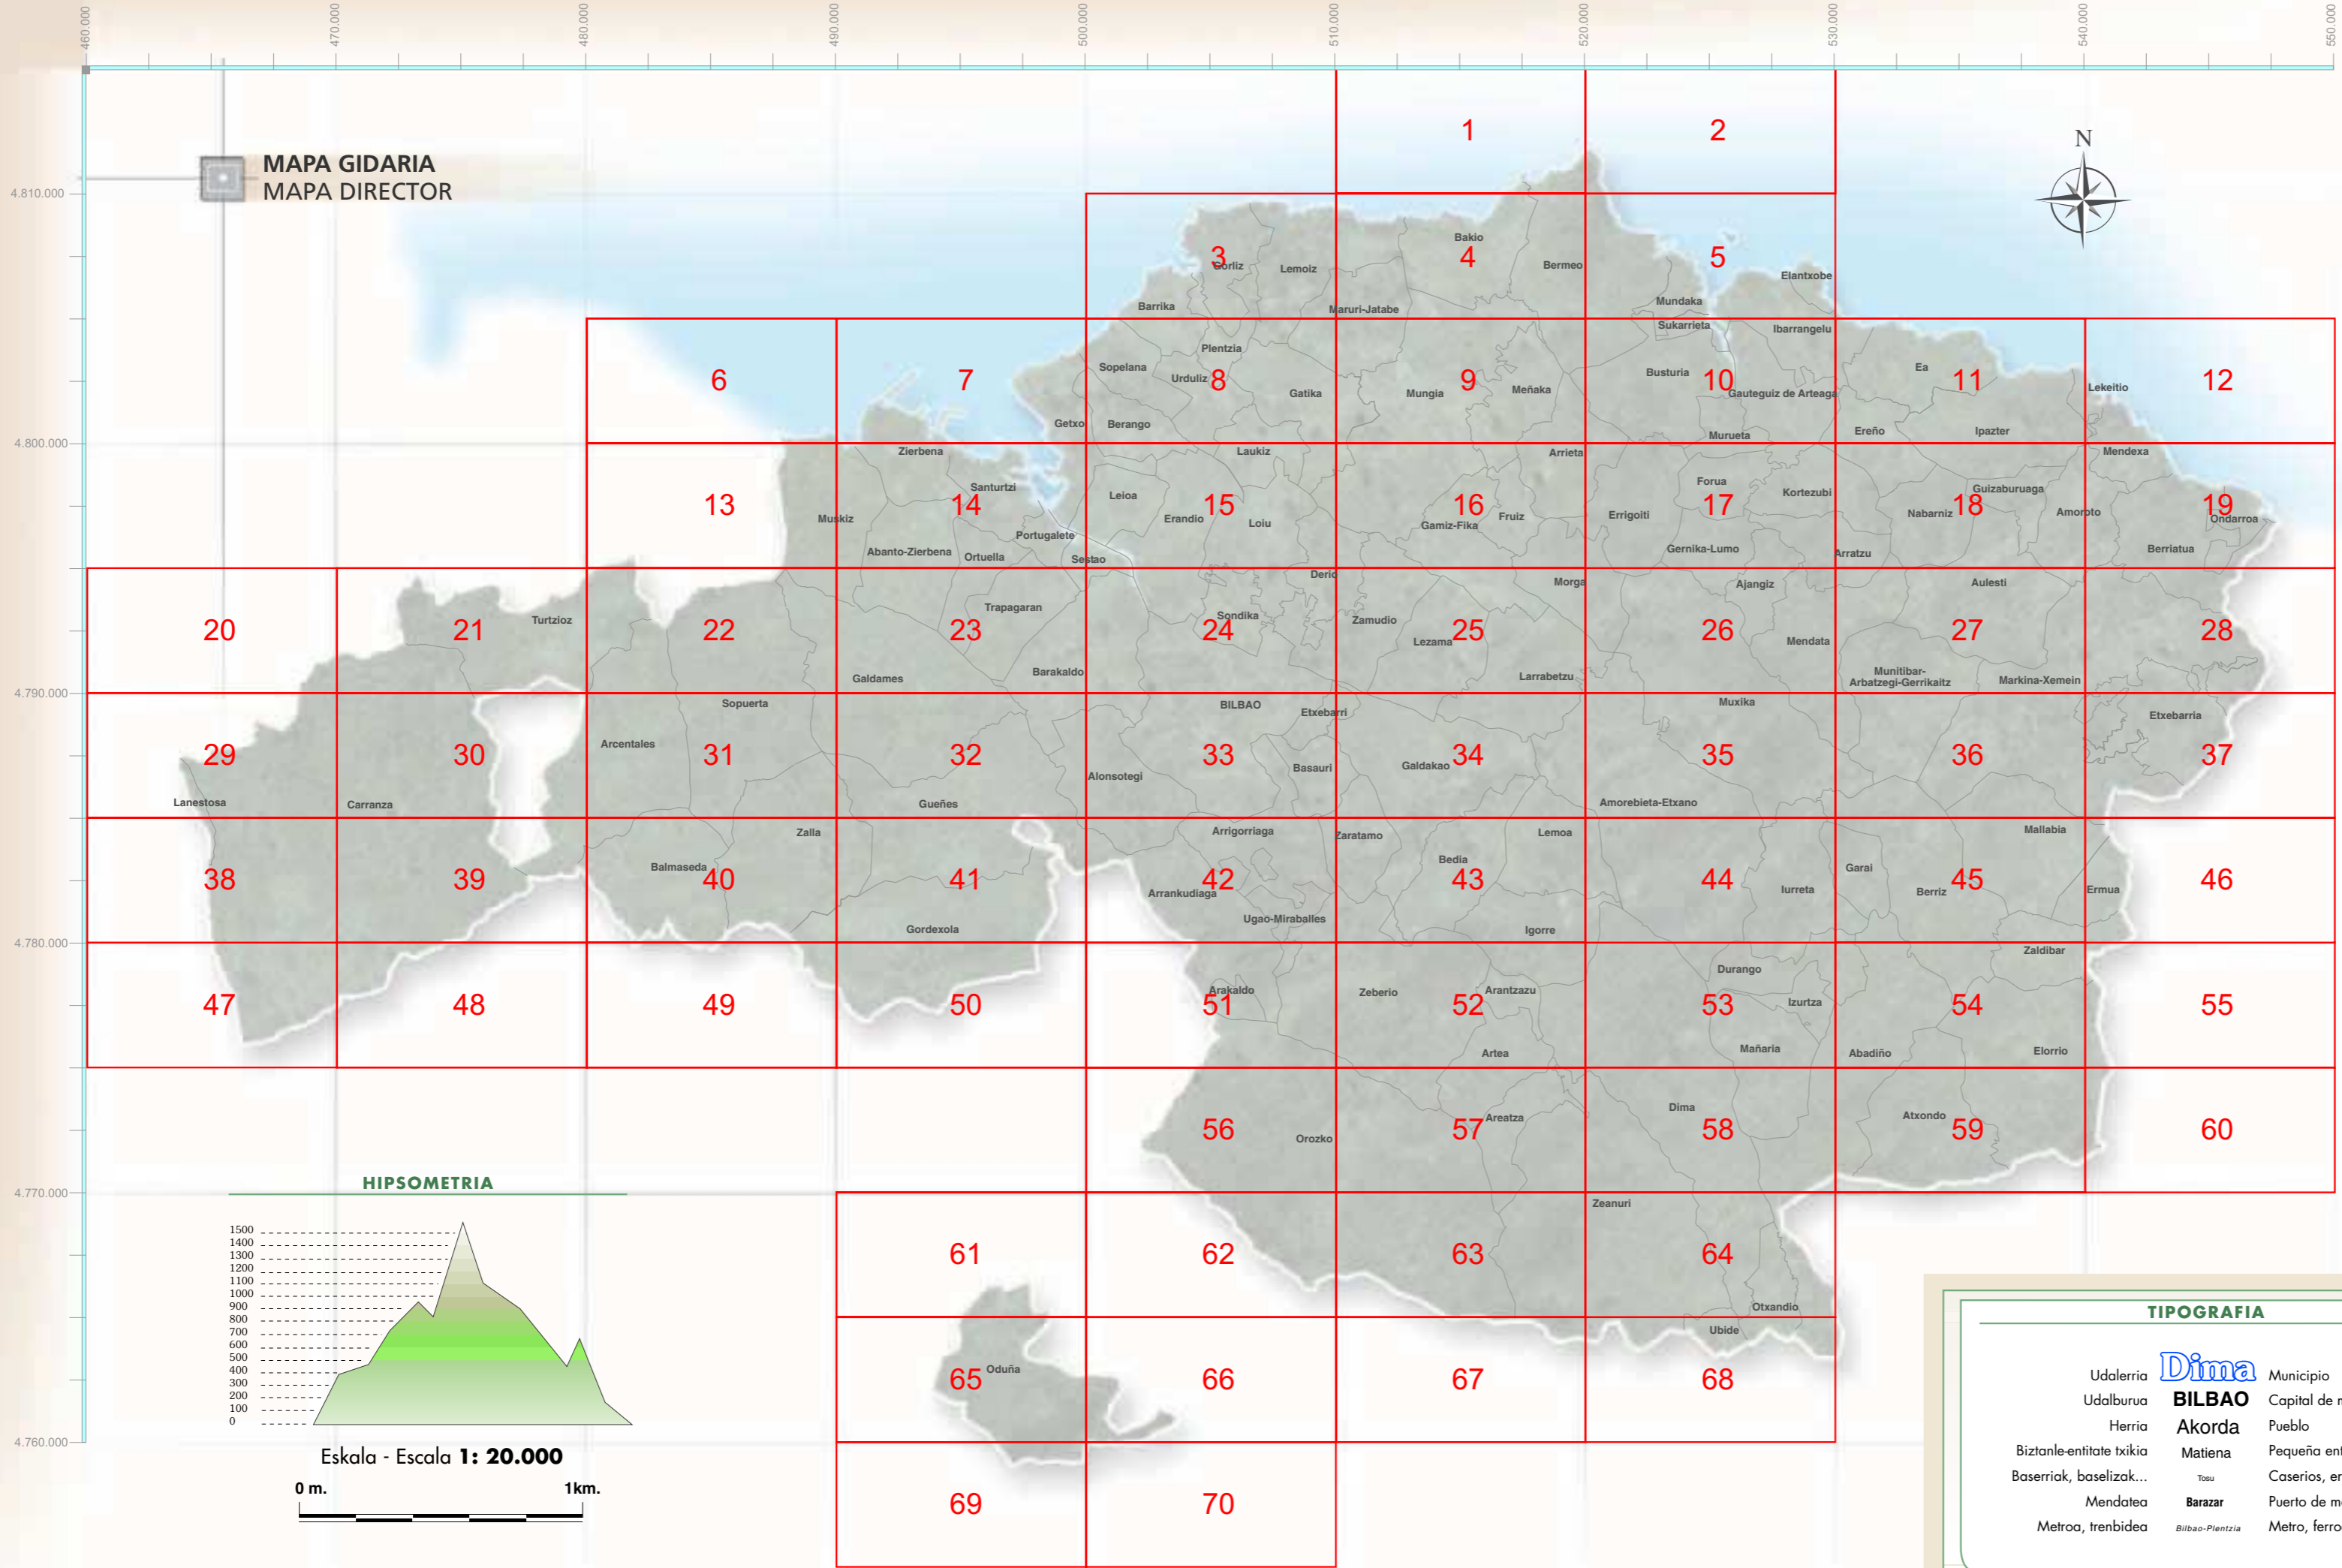 460.000 470.000 480.000 490.000 500.000 510.000 520.000 530.000 540.000 550.000
MAPA GIDARIA
MAPA DIRECTOR
N
1 2
4.810.000
Bakio
3 4 5
Gorliz Lemoiz Bermeo Elantxobe
Barrika Maruri-Jatabe Mundaka
Sukarrieta Ibarrangelu
Plentzia
Sopelana Urduliz Ea
6 7 8 9 10 11 12
Gatika Mungia Meñaka Busturia Gauteguiz de Arteaga Lekeitio
Getxo Berango Murueta Ereño Ipazter
4.800.000
Zierbena Laukiz Arrieta Mendexa
Santurtzi Leioa Forua Kortezubi Guizaburuaga
13 14 15 16 17 18 19
Muskiz Erandio Loiu Gamiz-Fika Fruiz Errigoiti Nabarniz Amoroto Ondarroa
Portugalete
Abanto-Zierbena Ortuella Sestao Gernika-Lumo Arratzu Berriatua
Derio Morga Ajangiz Aulesti
Turtzioz Trapagaran Sondika Zamudio
20 21 22 23 24 25 26 27 28
Lezama Mendata
Galdames Barakaldo Larrabetzu Munitibar-
Arbatzegi-Gerrikaitz Markina-Xemein
4.790.000
Sopuerta BILBAO Etxebarri Muxika Etxebarria
Arcentales
29 30 31 32 33 34 35 36 37
Alonsotegi Basauri Galdakao
Lanestosa Carranza Gueñes Amorebieta-Etxano
Zalla Arrigorriaga Zaratamo Lemoa Mallabia
Balmaseda Bedia Garai
38 39 40 41 42 43 44 45 46
Arrankudiaga Iurreta Berriz Ermua
Gordexola Ugao-Miraballes Igorre
4.780.000
Zaldibar
Durango
Arakaldo Zeberio Arantzazu Izurtza
47 48 49 50 51 52 53 54 55
Artea Mañaria Abadiño Elorrio
Areatza Dima Atxondo
56 57 58 59 60
Orozko
4.770.000
Zeanuri
61 62 63 64
Otxandio
Ubide
Oduña
65 66 67 68
4.760.000
69 70
HIPSOMETRIA
1500
1400
1300
1200
1100
1000
900
800
700
600
500
400
300
200
100
0
Eskala - Escala 1: 20.000
0 m. 1km.
TIPOGRAFIA
Udalerria Dima Municipio
Udalburua BILBAO Capital de
Herria Akorda Pueblo
Biztanle-entitate txikia Matiena Pequeña
Baserriak, baselizak... Tosu Caserios,
Mendatea Barazar Puerto de
Metroa, trenbidea Bilbao-Plentzia Metro,